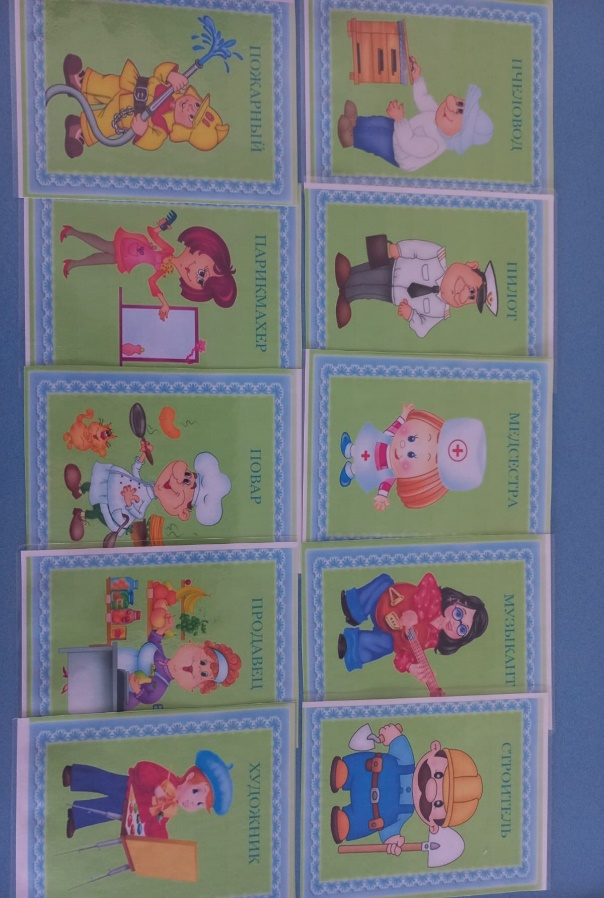 ПЧЕЛОВОД
ПИЛОТ
МЕДСЕСТРА
МУЗЫКАНТ
СТРОИТЕЛЬ
ПОЖАРНЫЙ
ПАРИКМАХЕР
ПОВАР
ПРОДАВЕЦ
ХУДОЖНИК